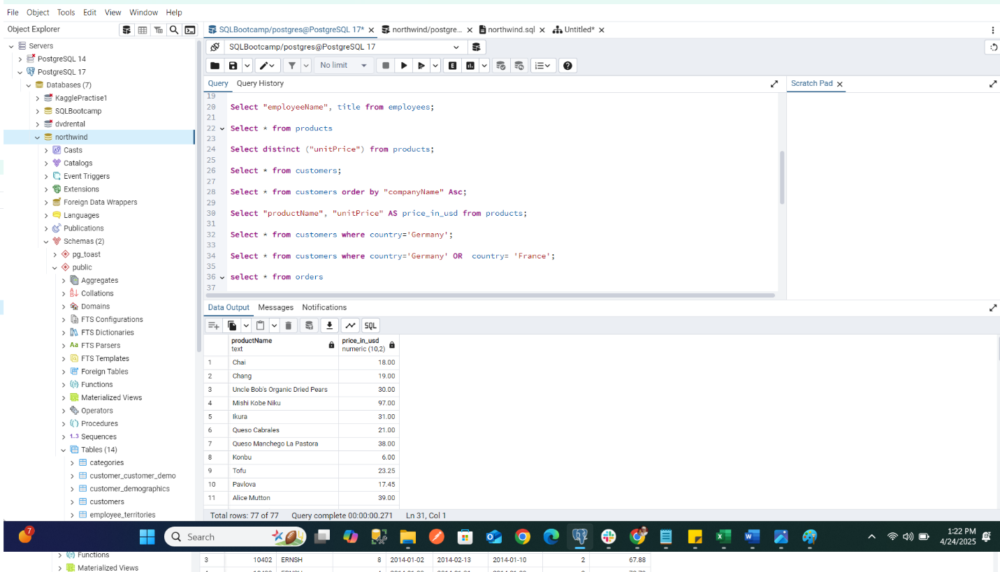 File Object Tools Edit View Window Help
Object Explorer
Servers
PostgreSQL 14
PostgreSQL 17
Databases (7)
KagglePractise1
SQLBootcamp
dvdrental
northwind
Casts
Catalogs
Event Triggers
Extensions
Foreign Data Wrappers
Languages
Publications
Schemas (2)
pg_toast
public
Aggregates
Collations
Domains
FTS Configurations
FTS Dictionaries
Aa FTS Parsers
FTS Templates
Foreign Tables
Functions
Materialized Views
Operators
Procedures
1..3 Sequences
Tables (14)
categories
customer_customer_demo
customer_demographics
customers
employee_territories
SQLBootcamp/postgres@PostgreSQL 17* northwind/postgre... northwind.sql Untitled*
SQLBootcamp/postgres@PostgreSQL 17
No limit E
Query Query History
19
20 Select "employeeName", title from employees;
21
22 Select * from products
23
24 Select distinct ("unitPrice") from products;
25
26 Select * from customers;
27
28 Select * from customers order by "companyName" Asc;
29
30 Select "productName", "unitPrice" AS price_in_usd from products;
31
32 Select * from customers where country='Germany';
33
34 Select * from customers where country='Germany' OR  country= 'France';
35
36 select * from orders
37
Scratch Pad
Data Output Messages Notifications
SQL
productName price_in_usd
text numeric (10,2)
1 Chai 18.00
2 Chang 19.00
3 Uncle Bob's Organic Dried Pears 30.00
4 Mishi Kobe Niku 97.00
5 Ikura 31.00
6 Queso Cabrales 21.00
7 Queso Manchego La Pastora 38.00
8 Konbu 6.00
9 Tofu 23.25
10 Pavlova 17.45
11 Alice Mutton 39.00
Total rows: 77 of 77 Query complete 00:00:00.271 Ln 31, Col 1
7
Search
1:22 PM
4/24/2025
Functions
Materialized Views
3 10402 ERNSH 8 2014-01-02 2014-02-13 2014-01-10 2 67.88